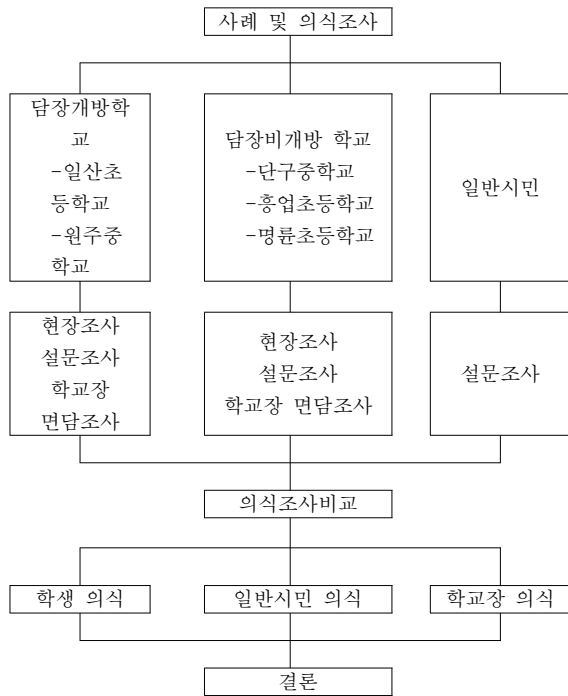 사례 및 의식조사
담장개방학
교
-일산초
등학교
-원주중
학교
담장비개방 학교
-단구중학교
-흥업초등학교
-명륜초등학교
일반시민
현장조사
설문조사
학교장
면담조사
현장조사
설문조사
학교장 면담조사
설문조사
의식조사비교
학생 의식
일반시민 의식
학교장 의식
결론